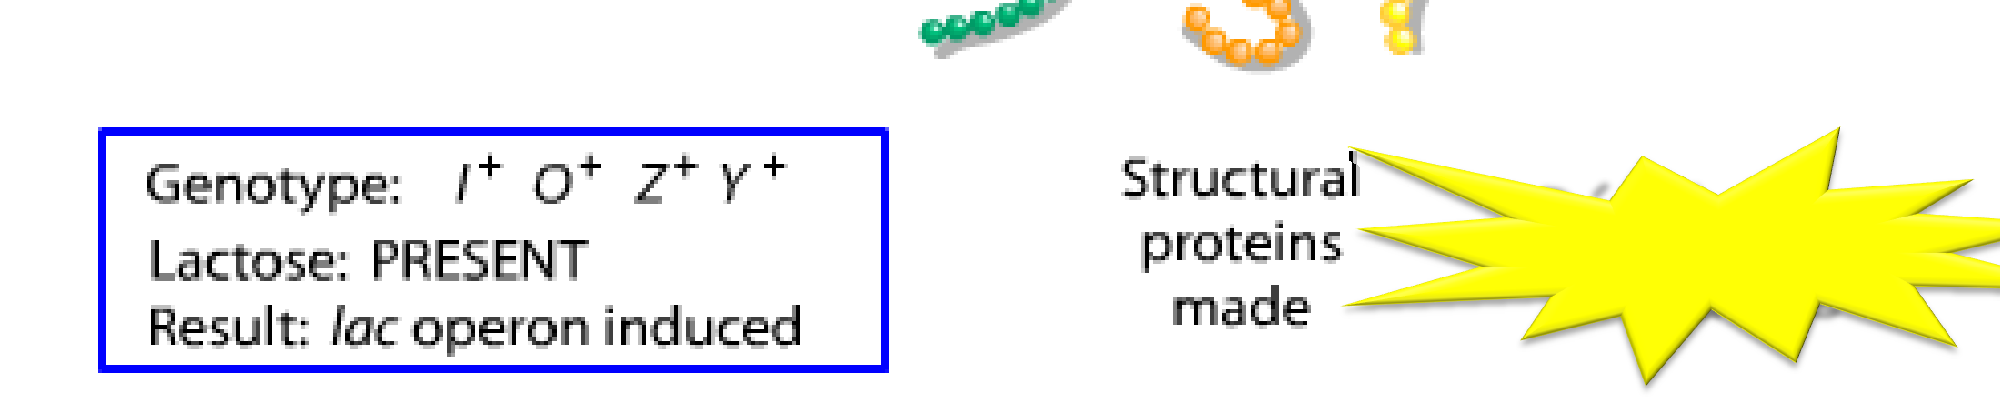 Genotype: I+ O+ Z+ Y+
Lactose: PRESENT
Result: lac operon induced
Structural
proteins
made